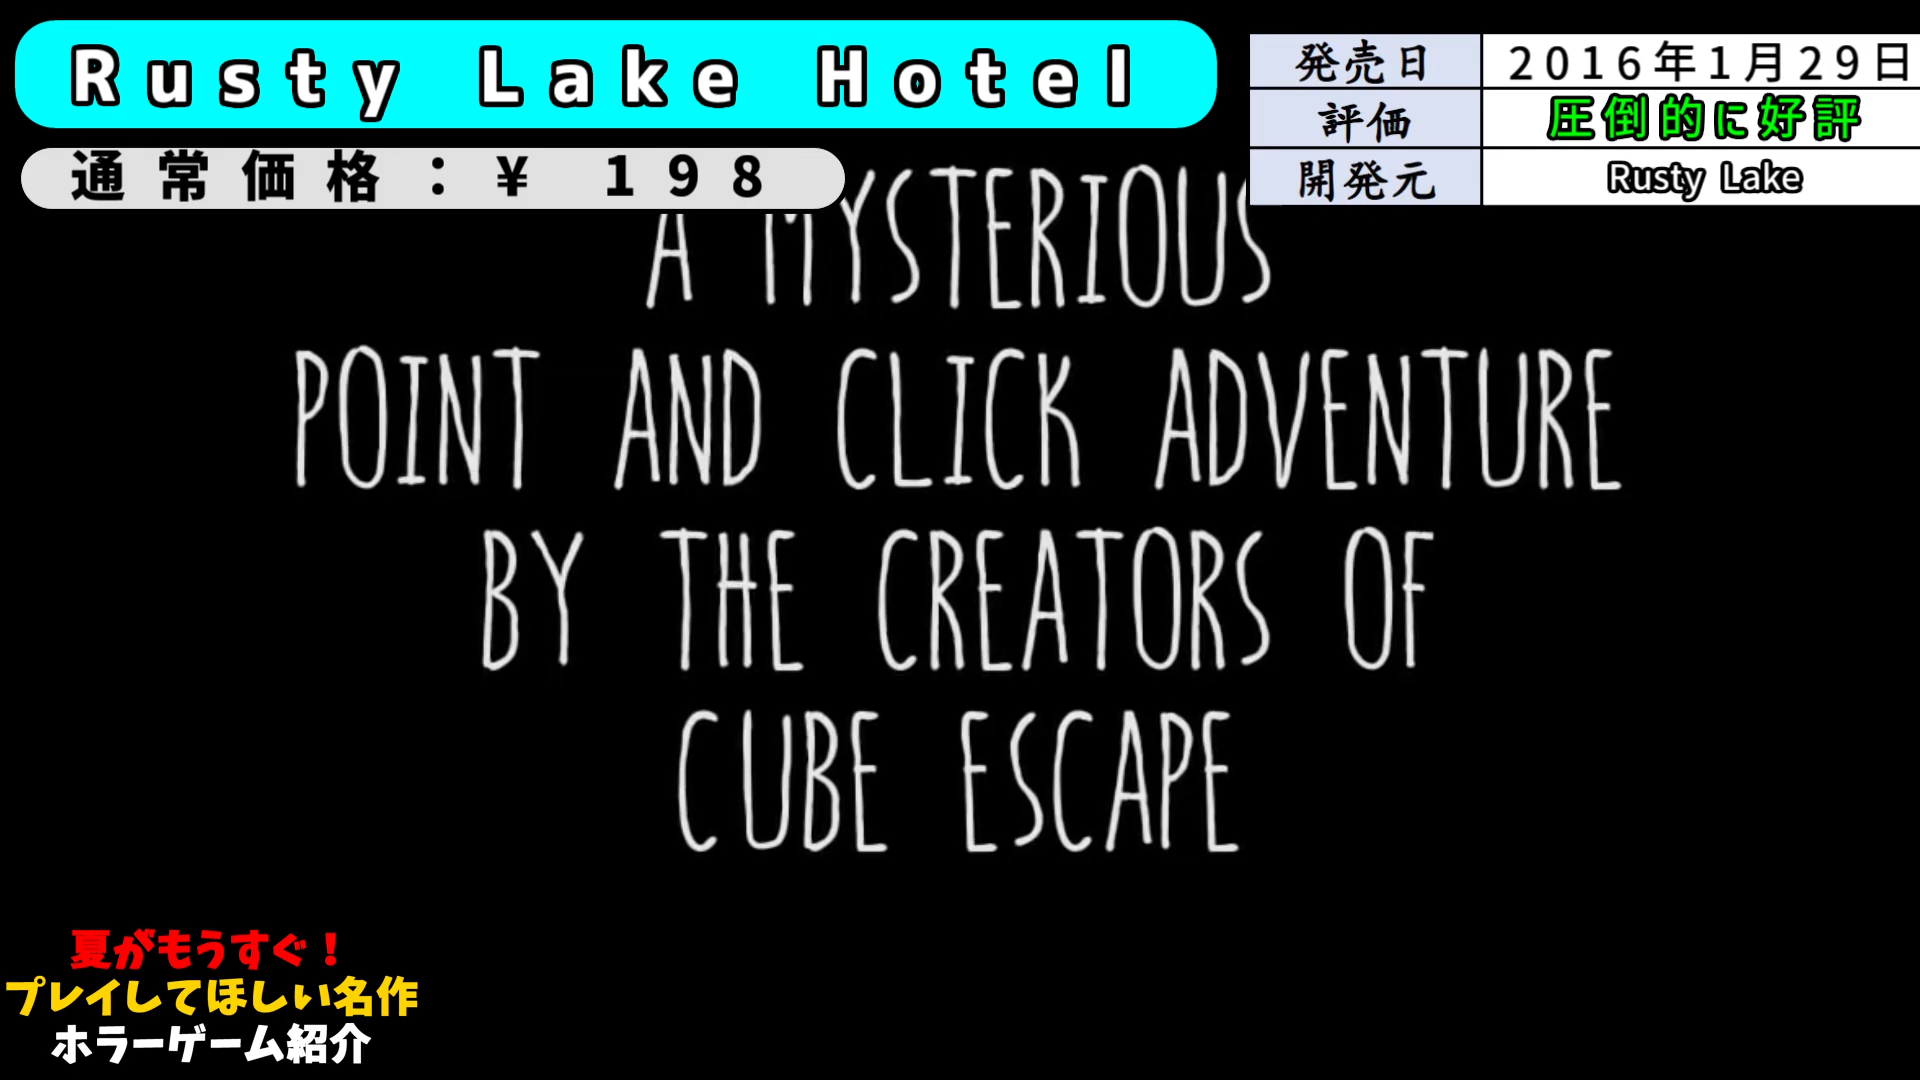 Rusty Lake Hotel
通常価格：¥ 198
発売日 2016年1月29日
評価 圧倒的に好評
開発元 Rusty Lake
A MYSTERIOUS
POINT AND CLICK ADVENTURE
BY THE CREATORS OF
CUBE ESCAPE
夏がもうすぐ！
プレイしてほしい名作
ホラーゲーム紹介